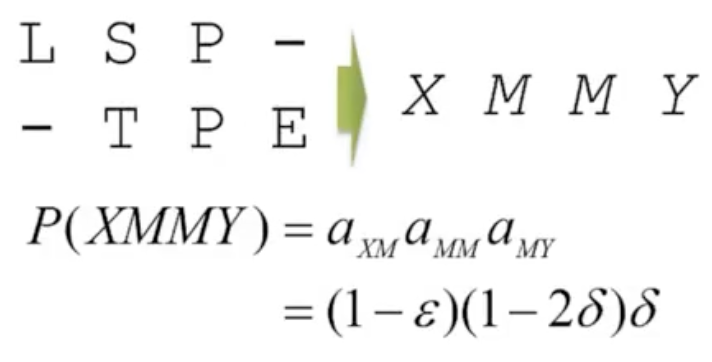 L S P -
- T P E
X M M Y
P(XMMY) = a_XM a_MM a_MY
= (1 − ε)(1 − 2δ)δ